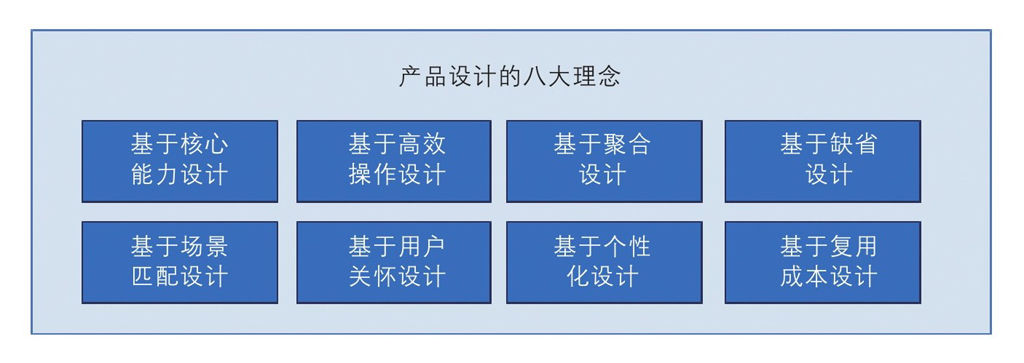 产品设计的八大理念
基于核心
能力设计
基于高效
操作设计
基于聚合
设计
基于缺省
设计
基于场景
匹配设计
基于用户
关怀设计
基于个性
化设计
基于复用
成本设计